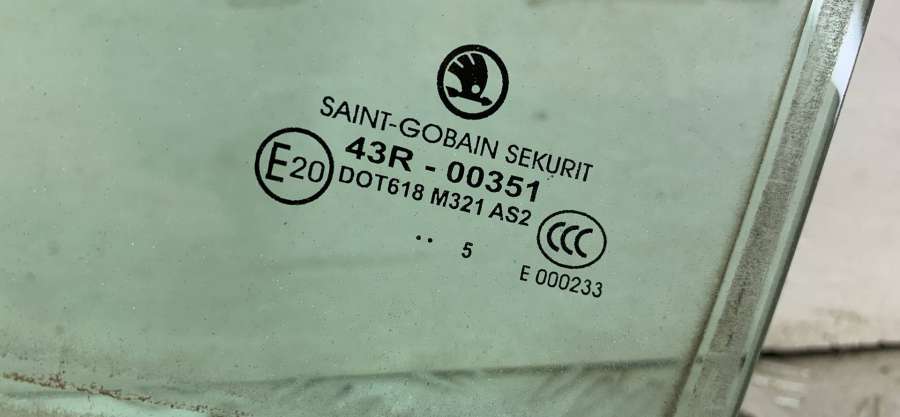 SAINT-GOBAIN SEKURIT
E20
43R - 00351
DOT618 M321 AS2
CCC
.. 5
E 000233